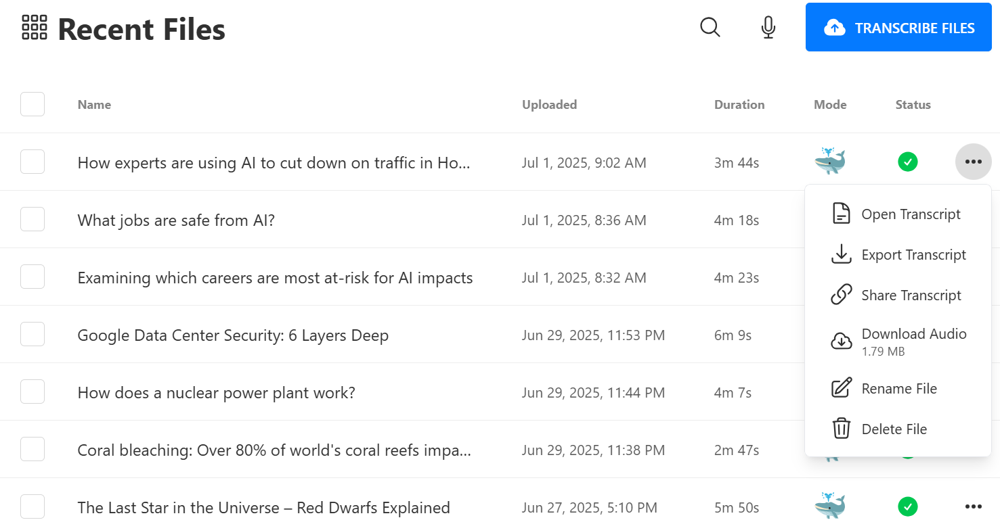 Recent Files
TRANSCRIBE FILES
Name Uploaded Duration Mode Status
How experts are using AI to cut down on traffic in Ho... Jul 1, 2025, 9:02 AM 3m 44s
What jobs are safe from AI? Jul 1, 2025, 8:36 AM 4m 18s
Examining which careers are most at-risk for AI impacts Jul 1, 2025, 8:32 AM 4m 23s
Google Data Center Security: 6 Layers Deep Jun 29, 2025, 11:53 PM 6m 9s
How does a nuclear power plant work? Jun 29, 2025, 11:44 PM 4m 7s
Coral bleaching: Over 80% of world's coral reefs impa... Jun 29, 2025, 11:38 PM 2m 47s
The Last Star in the Universe – Red Dwarfs Explained Jun 27, 2025, 5:10 PM 5m 50s
Open Transcript
Export Transcript
Share Transcript
Download Audio
1.79 MB
Rename File
Delete File